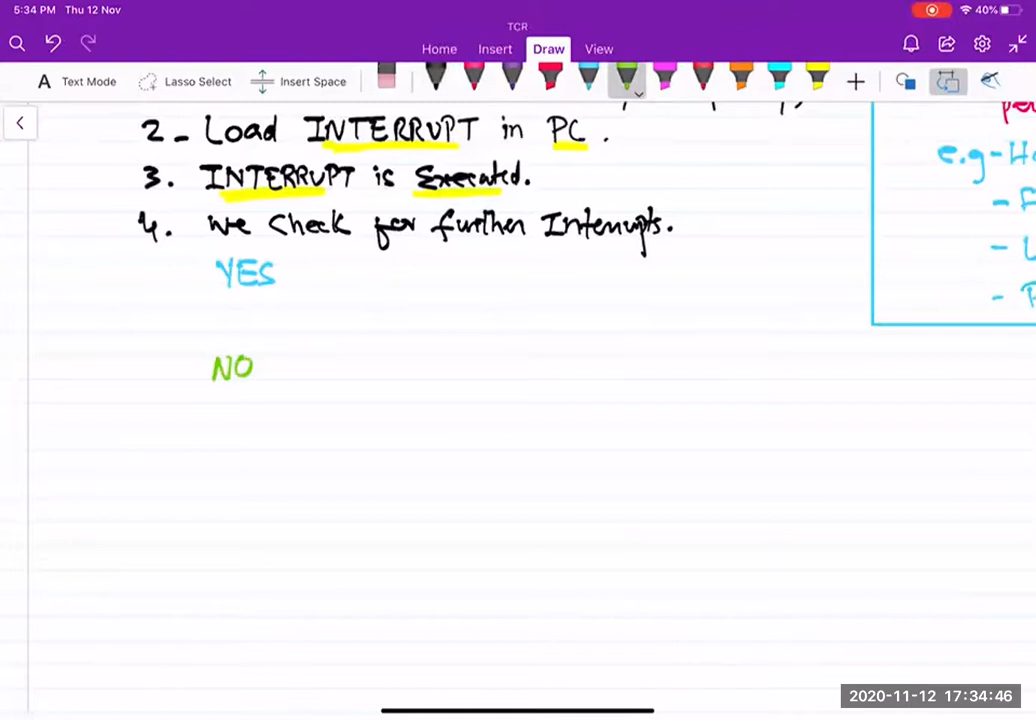 5:34 PM Thu 12 Nov
40%
TCR
Home Insert Draw View
A Text Mode Lasso Select Insert Space
2 - Load INTERRUPT in PC.
3. INTERRUPT is Executed.
4. We Check for further Interrupts.
YES
NO
e.g-
2020-11-12 17:34:46